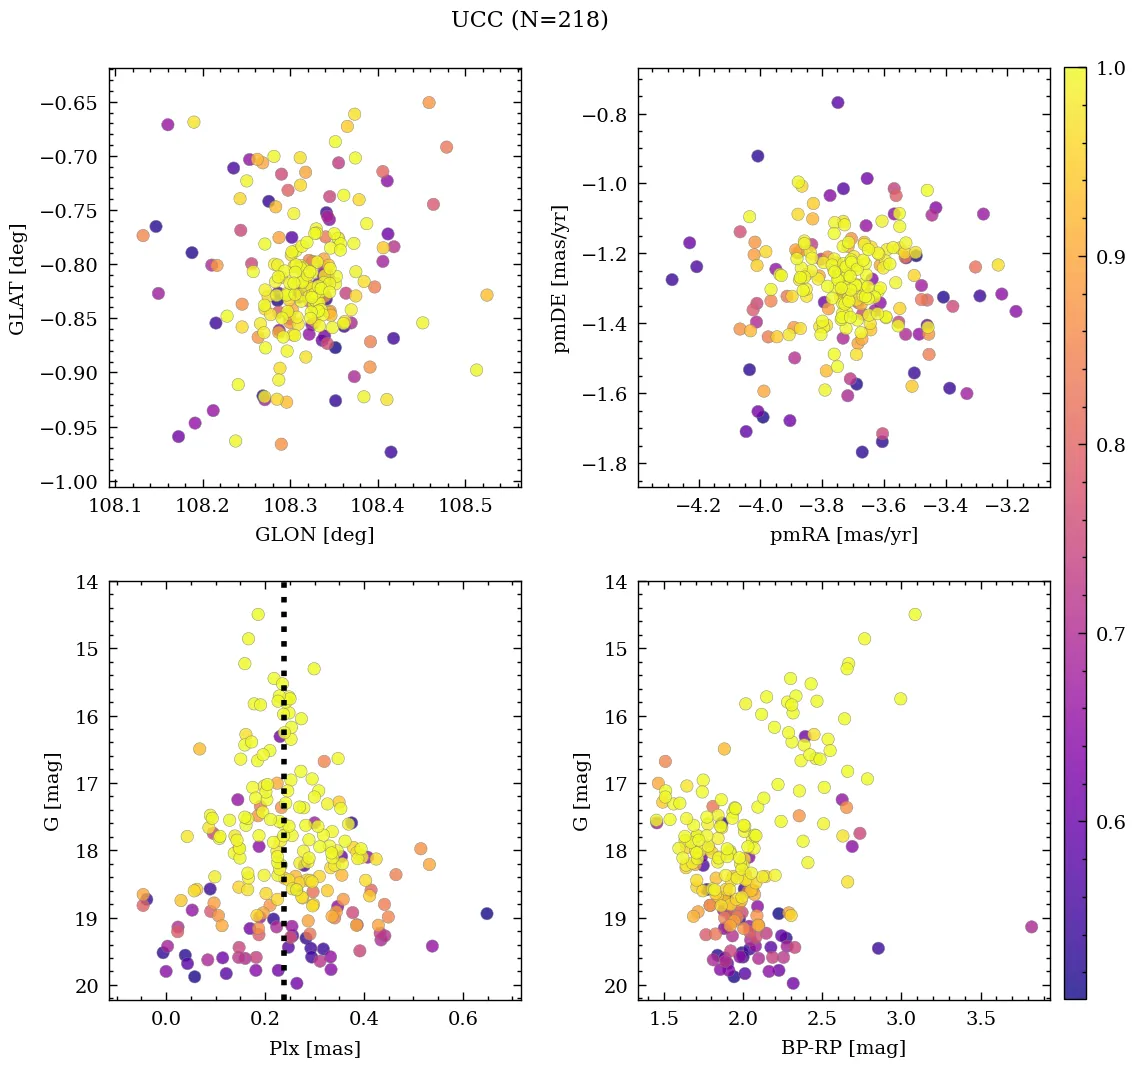 UCC (N=218)
−0.65
−0.70
−0.75
−0.80
−0.85
−0.90
−0.95
−1.00
GLAT [deg]
108.1 108.2 108.3 108.4 108.5
GLON [deg]
−0.8
−1.0
−1.2
−1.4
−1.6
−1.8
pmDE [mas/yr]
−4.2 −4.0 −3.8 −3.6 −3.4 −3.2
pmRA [mas/yr]
14
15
16
17
18
19
20
G [mag]
0.0 0.2 0.4 0.6
Plx [mas]
14
15
16
17
18
19
20
G [mag]
1.5 2.0 2.5 3.0 3.5
BP-RP [mag]
1.0
0.9
0.8
0.7
0.6